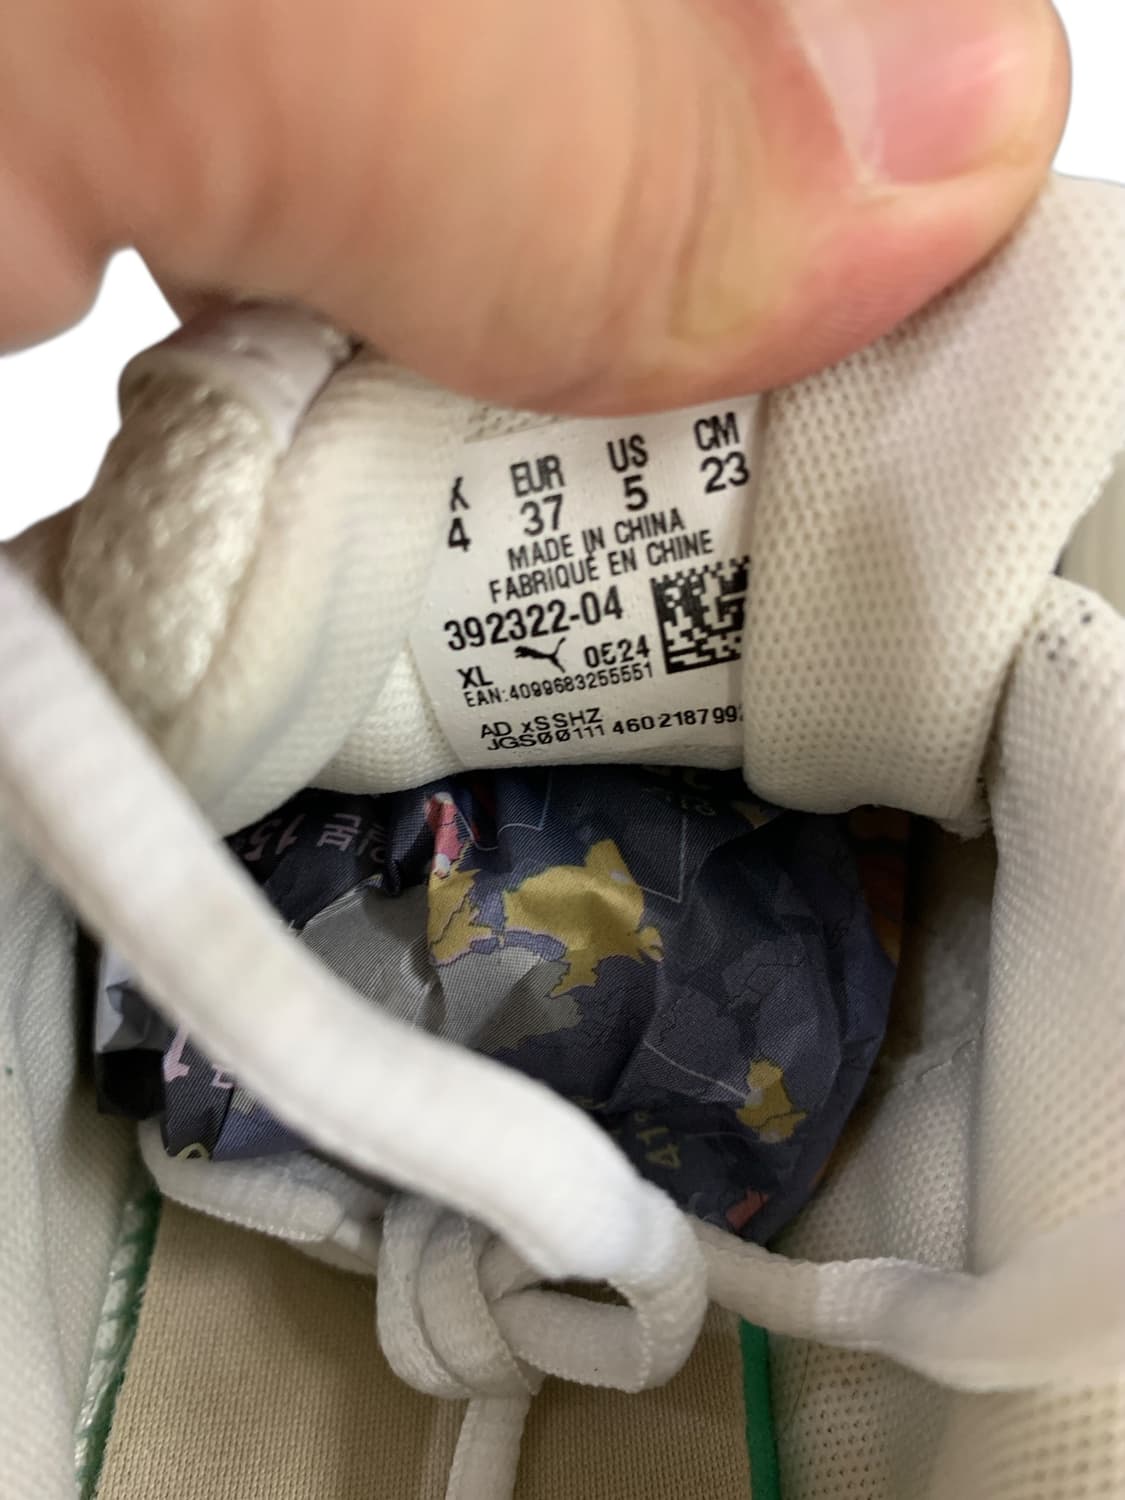 EUR US CM
4 37 5 23
MADE IN CHINA
FABRIQUÉ EN CHINE
392322-04
XL 0E24
EAN:4099683255551
AD xSSHZ
JGS00111 460218799